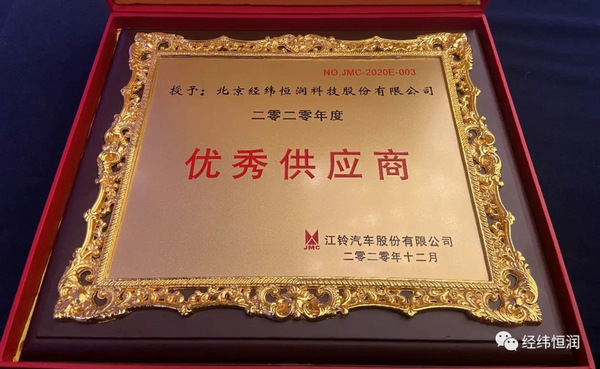 NO.JMC-2020E-003
授予：北京经纬恒润科技股份有限公司
二零二零年度
优秀供应商
JMC
江铃汽车股份有限公司
二零二零年十二月
经纬恒润